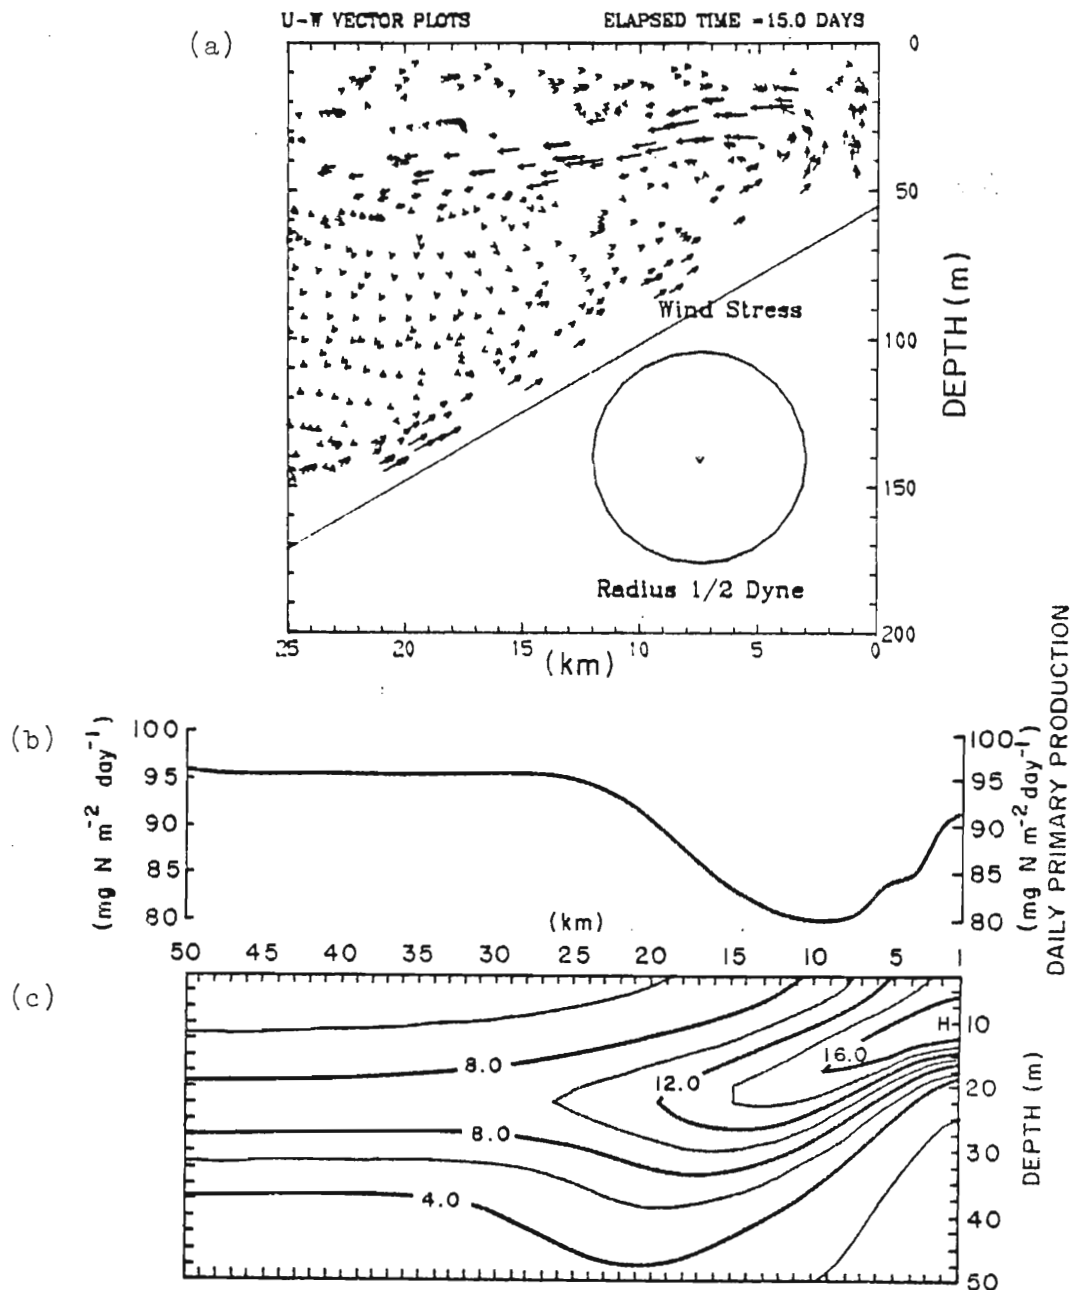 U-W VECTOR PLOTS ELAPSED TIME =15.0 DAYS
(a)
0
50
100
150
200
DEPTH (m)
Wind Stress
Radius 1/2 Dyne
25 20 15 10 5 0
(km)
(b)
100
95
90
85
80
(mg N m⁻² day⁻¹)
100
95
90
85
80
(mg N m⁻² day⁻¹)
DAILY PRIMARY PRODUCTION
(km)
50 45 40 35 30 25 20 15 10 5 1
(c)
8.0
12.0
16.0
H
8.0
4.0
10
20
30
40
50
DEPTH (m)